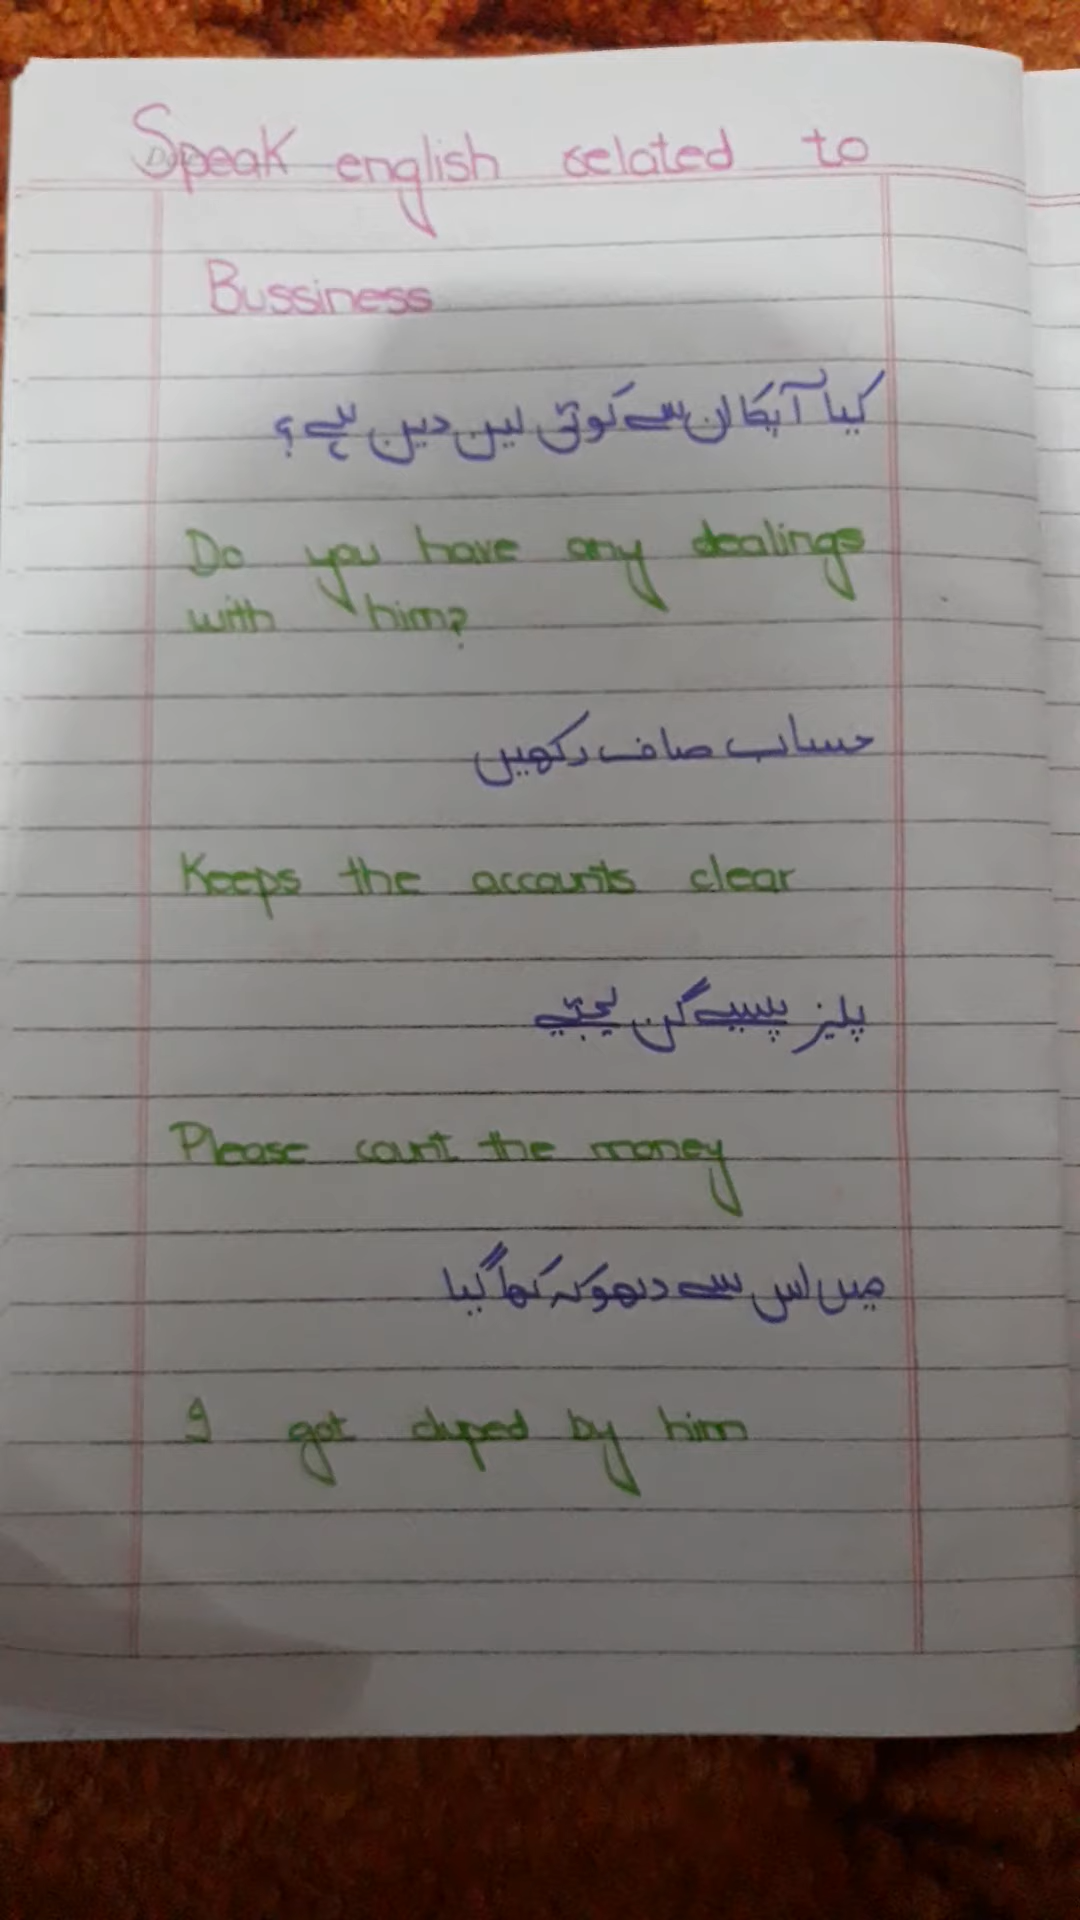 Speak english related to
Bussiness
کیا آپکا ان سے کوئی لین دین ہے؟
Do you have any dealings
with him?
حساب صاف رکھیں
Keeps the accounts clear
پلیز پیسے گن لیجئیے
Please count the money
میں اس سے دھوکہ کھا گیا
I got duped by him